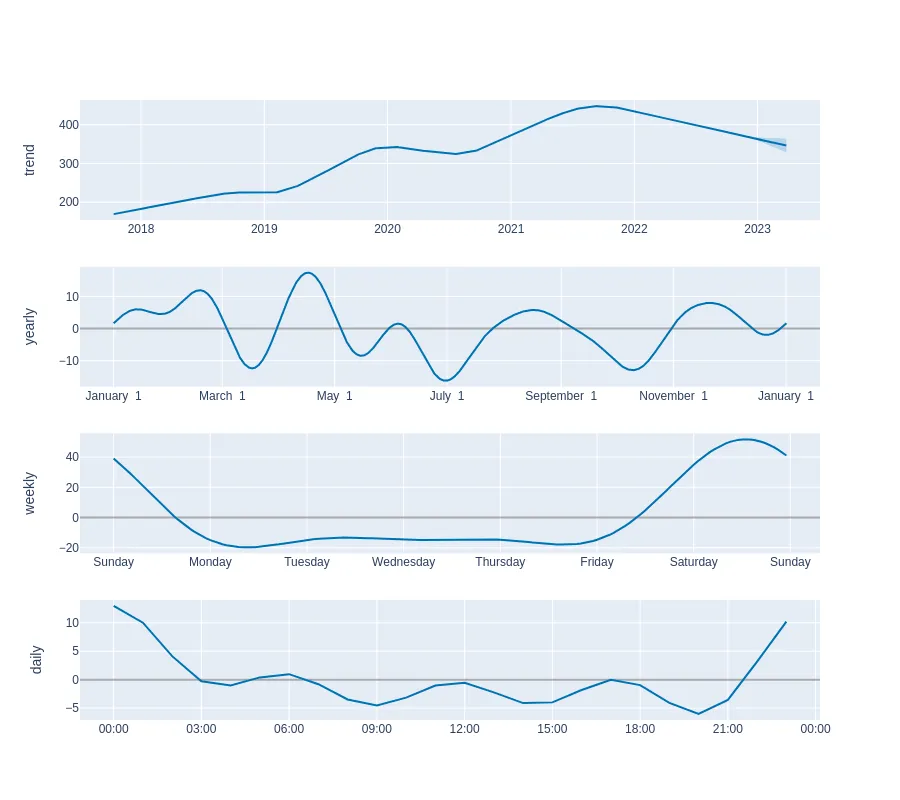 trend
400
300
200
2018 2019 2020 2021 2022 2023
yearly
10
0
−10
January 1 March 1 May 1 July 1 September 1 November 1 January 1
weekly
40
20
0
−20
Sunday Monday Tuesday Wednesday Thursday Friday Saturday Sunday
daily
10
5
0
−5
00:00 03:00 06:00 09:00 12:00 15:00 18:00 21:00 00:00